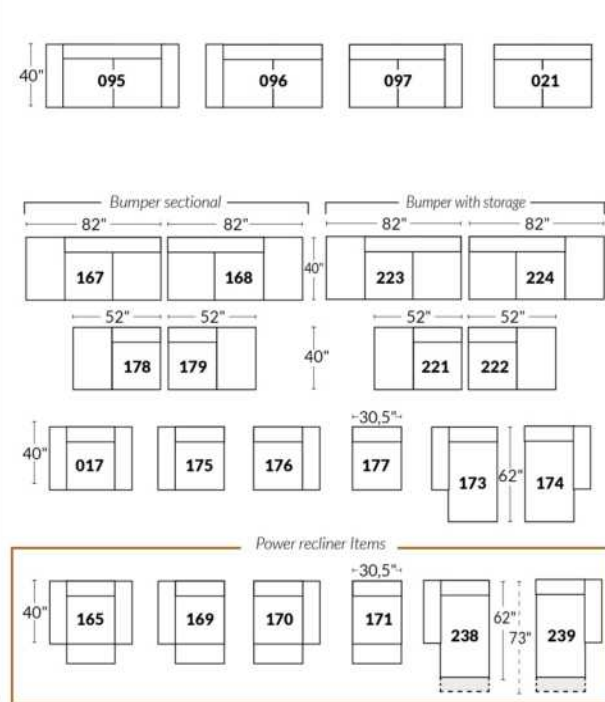 40" 095 096 097 021
Bumper sectional Bumper with storage
82" 82" 82" 82"
167 168 40" 223 224
52" 52" 52" 52"
178 179 40" 221 222
30,5"
40" 017 175 176 177 173 62" 174
Power recliner Items
30,5"
40" 165 169 170 171 238 62" 73" 239